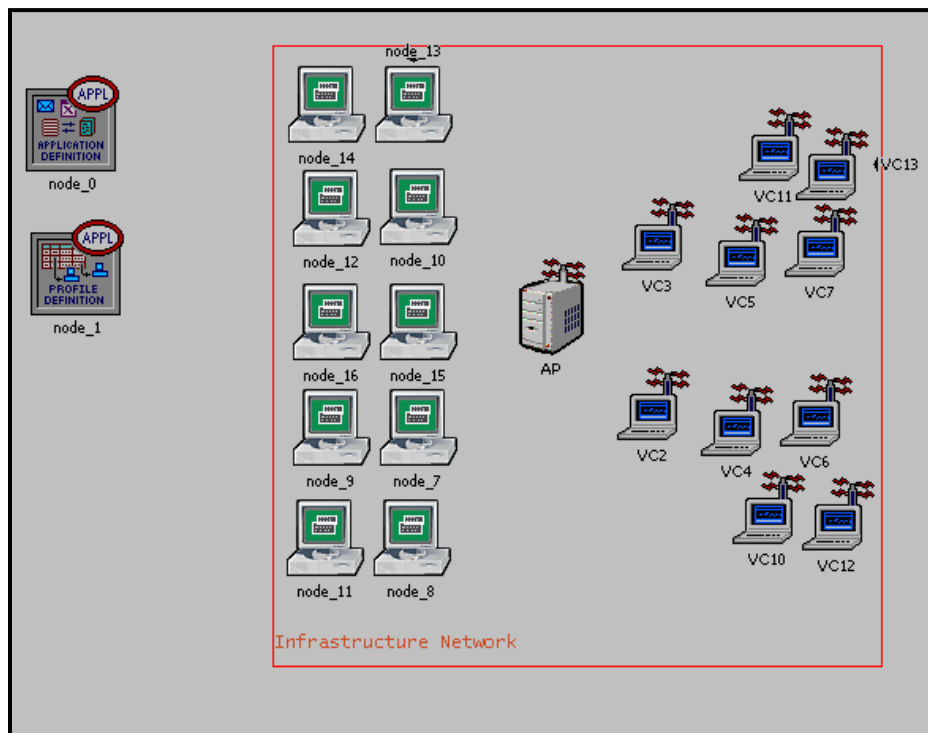 APPL
APPLICATION
DEFINITION
node_0
APPL
PROFILE
DEFINITION
node_1
node_13
node_14
node_12
node_10
node_16
node_15
node_9
node_7
node_11
node_8
AP
VC11
VC13
VC3
VC5
VC7
VC2
VC4
VC6
VC10
VC12
Infrastructure Network